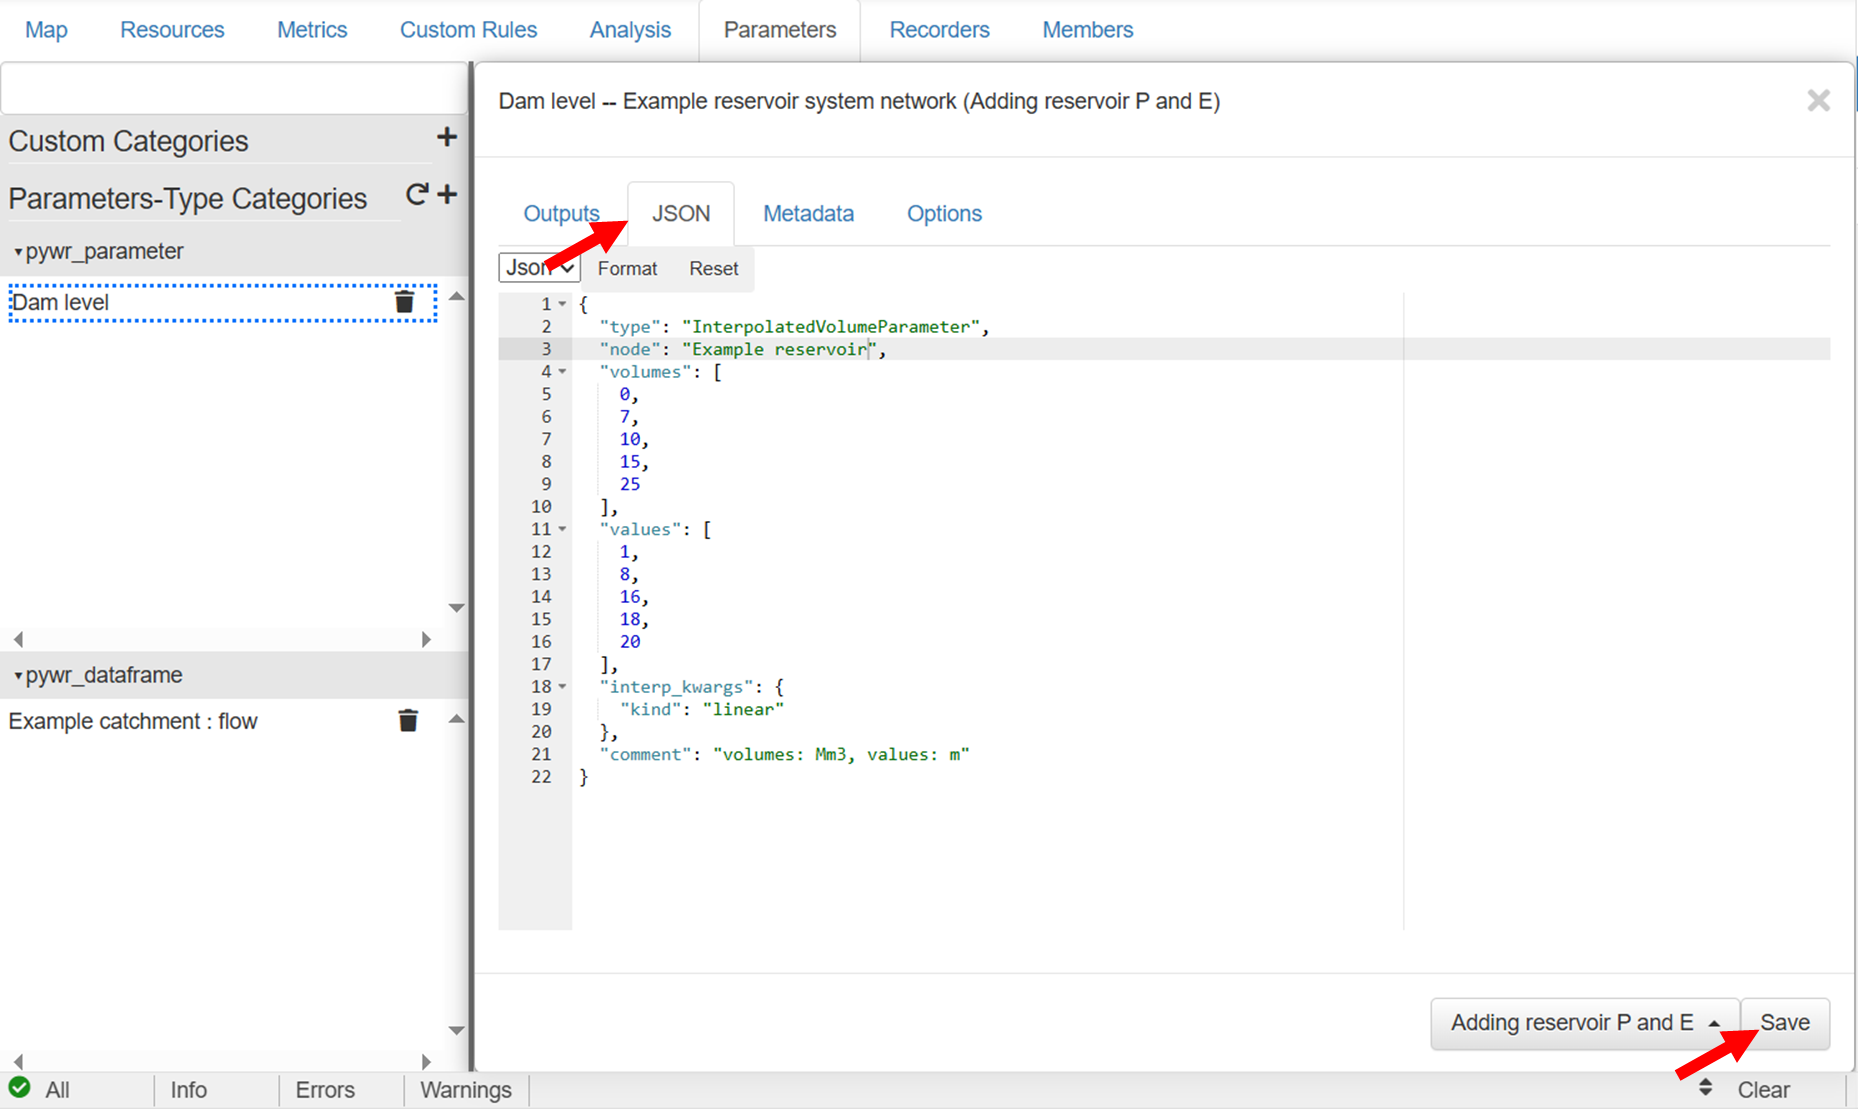 Map Resources Metrics Custom Rules Analysis Parameters Recorders Members
Dam level -- Example reservoir system network (Adding reservoir P and E)
Custom Categories
Parameters-Type Categories
pywr_parameter
Dam level
pywr_dataframe
Example catchment : flow
Outputs JSON Metadata Options
Json Format Reset
1 {
2 "type": "InterpolatedVolumeParameter",
3 "node": "Example reservoir",
4 "volumes": [
5 0,
6 7,
7 10,
8 15,
9 25
10 ],
11 "values": [
12 1,
13 8,
14 16,
15 18,
16 20
17 ],
18 "interp_kwargs": {
19 "kind": "linear"
20 },
21 "comment": "volumes: Mm3, values: m"
22 }
Adding reservoir P and E Save
All Info Errors Warnings Clear